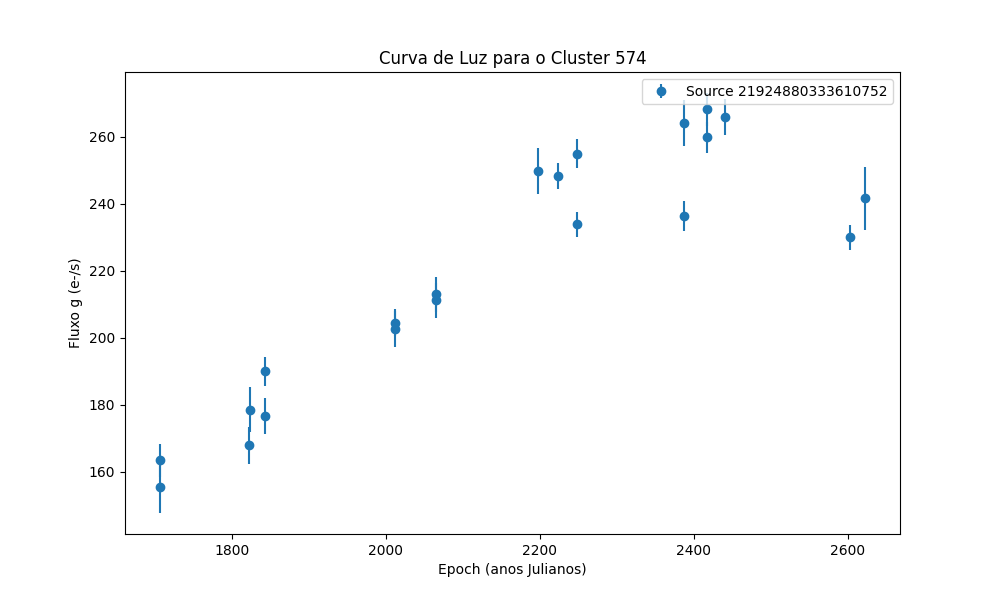 Curva de Luz para o Cluster 574
Source 21924880333610752
Fluxo g (e-/s)
260
240
220
200
180
160
1800 2000 2200 2400 2600
Epoch (anos Julianos)